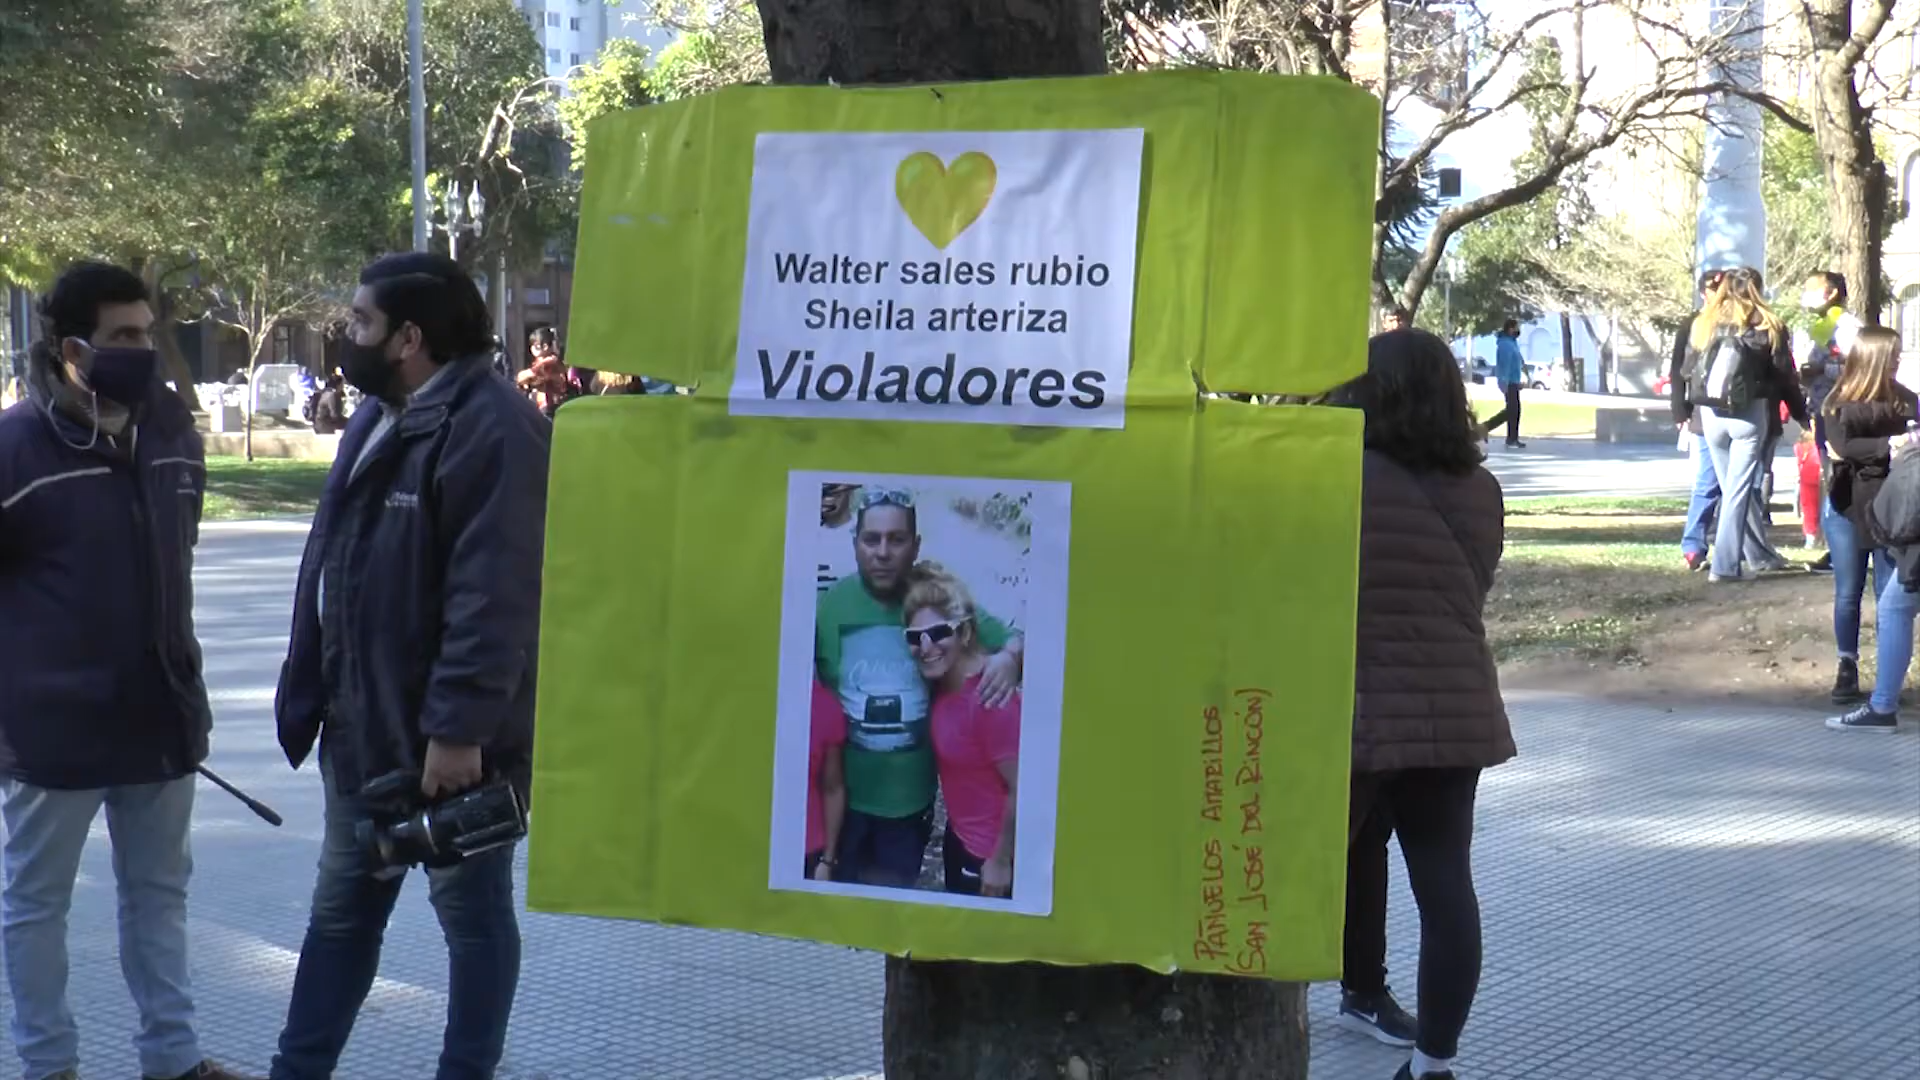 Walter sales rubio
Sheila arteriza
Violadores
PAÑUELOS AMARILLOS
(SAN JOSÉ DEL RINCÓN)